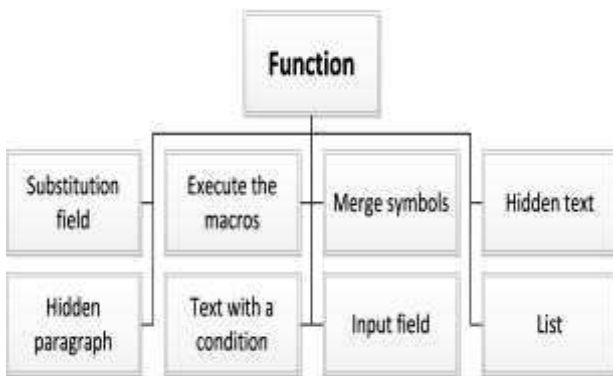 Function
Substitution
field
Execute the
macros
Merge symbols
Hidden text
Hidden
paragraph
Text with a
condition
Input field
List